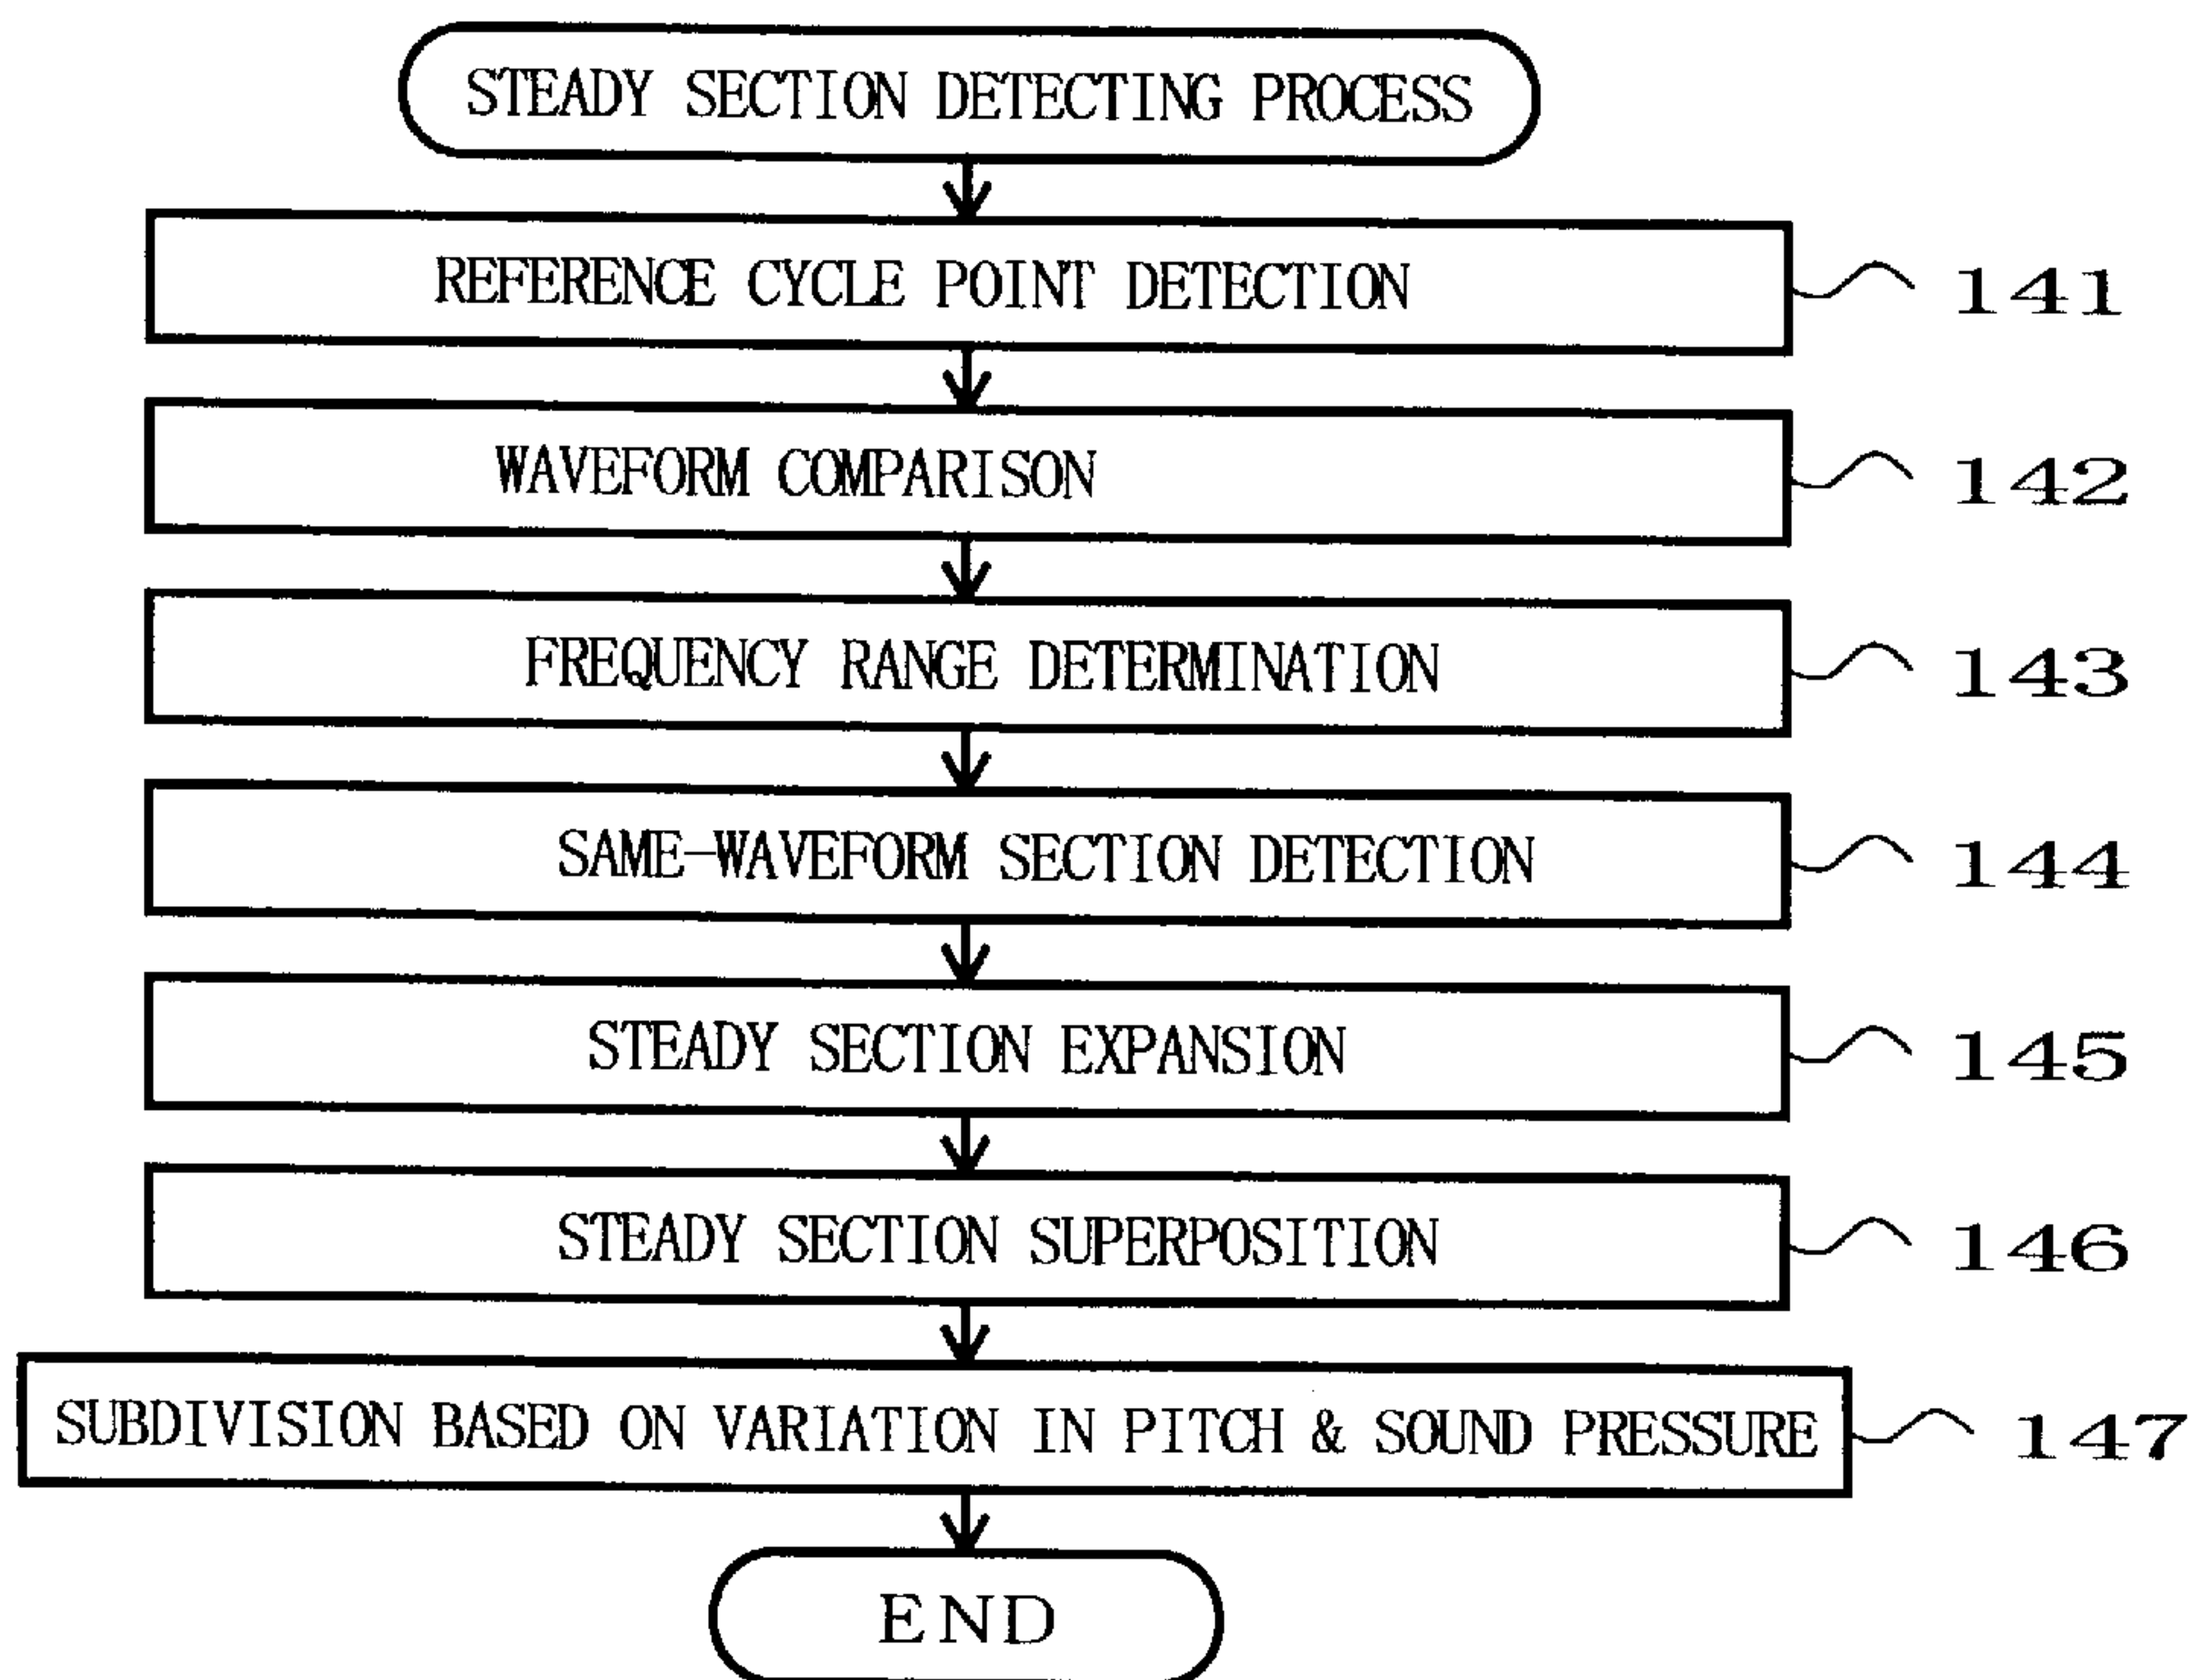 STEADY SECTION DETECTING PROCESS
REFERENCE CYCLE POINT DETECTION 141
WAVEFORM COMPARISON 142
FREQUENCY RANGE DETERMINATION 143
SAME-WAVEFORM SECTION DETECTION 144
STEADY SECTION EXPANSION 145
STEADY SECTION SUPERPOSITION 146
SUBDIVISION BASED ON VARIATION IN PITCH & SOUND PRESSURE 147
END